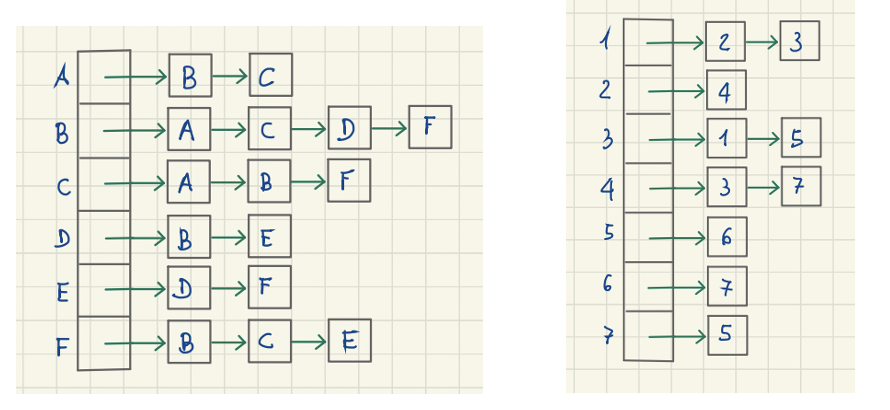 A B C
B A C D F
C A B F
D B E
E D F
F B C E
1 2 3
2 4
3 1 5
4 3 7
5 6
6 7
7 5